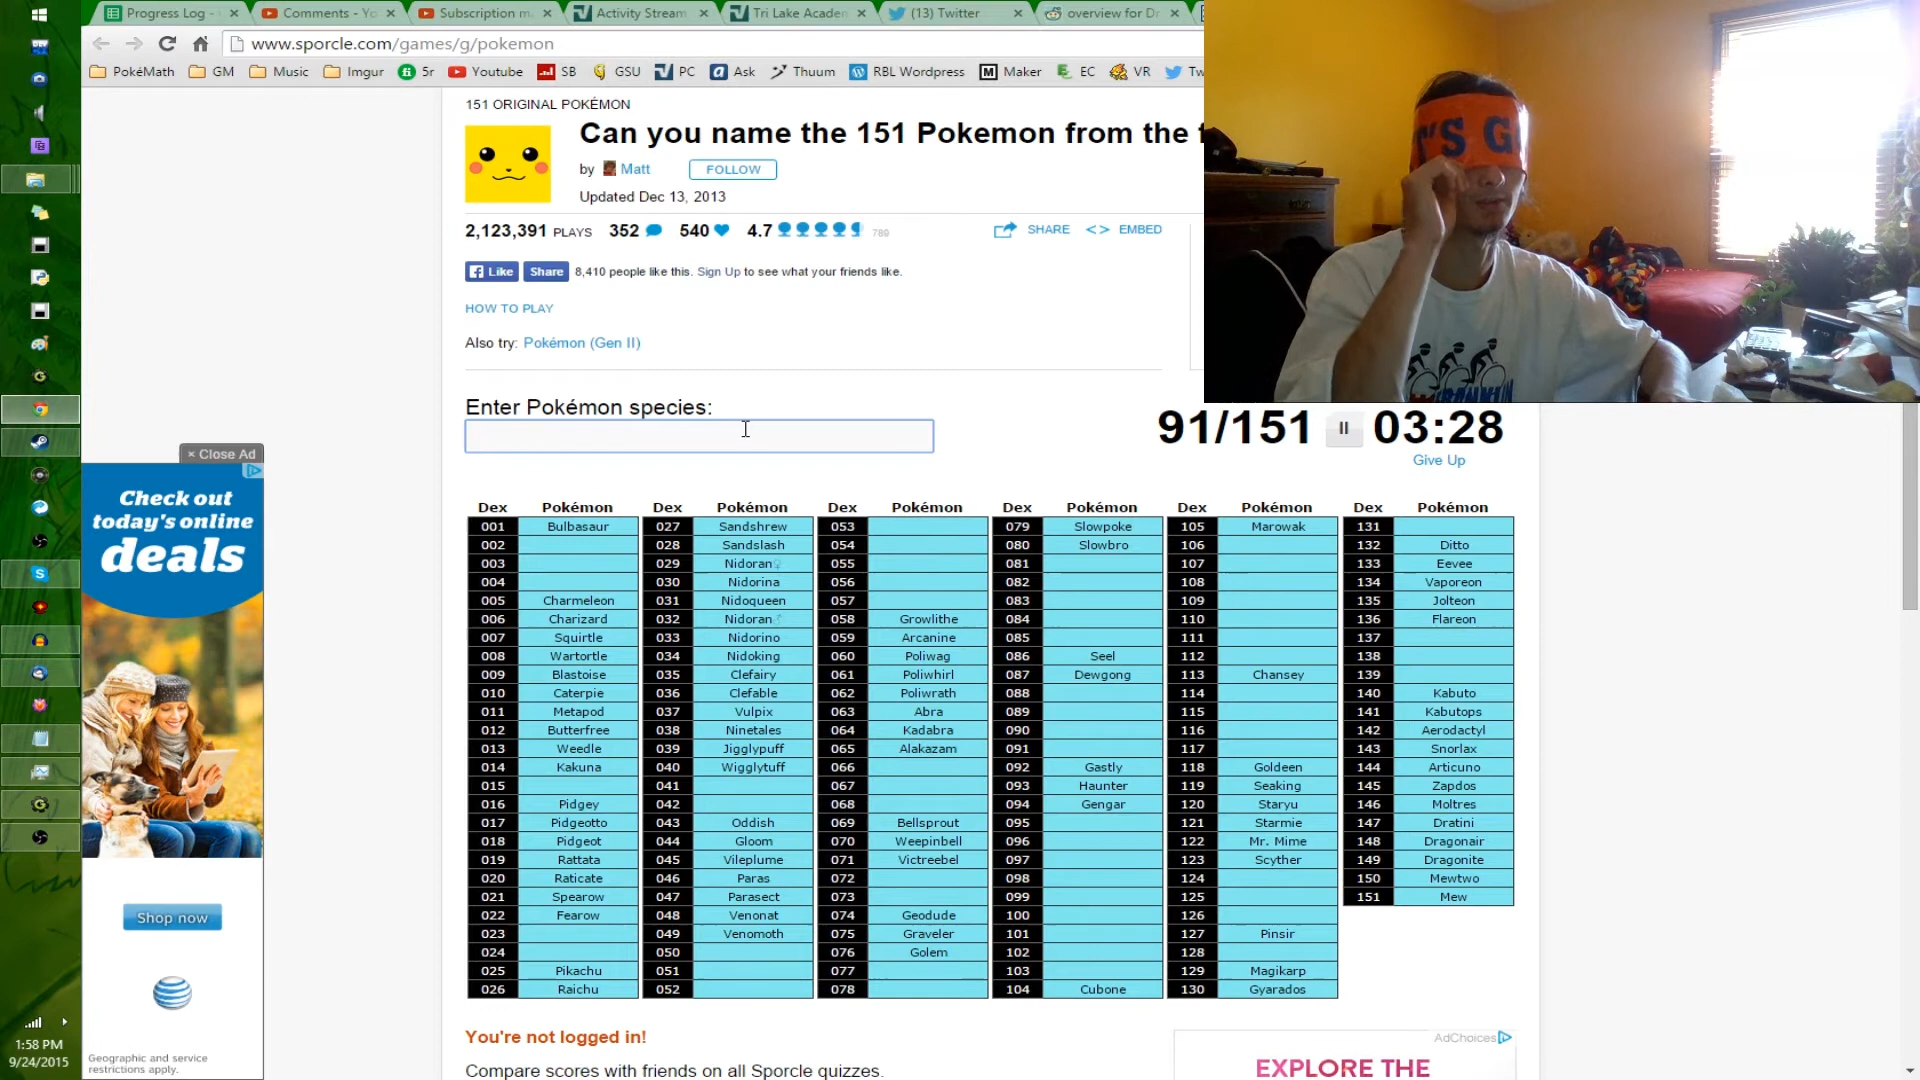 Progress Log -
Comments - Yo
Subscription m
Activity Stream
Tri Lake Acaden
(13) Twitter
overview for Dr
www.sporcle.com/games/g/pokemon
PokéMath
GM
Music
Imgur
5r
Youtube
SB
GSU
PC
Ask
Thuum
RBL Wordpress
Maker
EC
VR
Tw
151 ORIGINAL POKÉMON
Can you name the 151 Pokemon from the
by Matt
FOLLOW
Updated Dec 13, 2013
2,123,391 PLAYS 352 540 4.7 789
SHARE <> EMBED
Like Share 8,410 people like this. Sign Up to see what your friends like.
HOW TO PLAY
Also try: Pokémon (Gen II)
T'S G
Enter Pokémon species:
91/151 03:28
Give Up
Dex Pokémon Dex Pokémon Dex Pokémon Dex Pokémon Dex Pokémon Dex Pokémon
001 Bulbasaur 027 Sandshrew 053 079 Slowpoke 105 Marowak 131
002 028 Sandslash 054 080 Slowbro 106 132 Ditto
003 029 Nidoran♀ 055 081 107 133 Eevee
004 030 Nidorina 056 082 108 134 Vaporeon
005 Charmeleon 031 Nidoqueen 057 083 109 135 Jolteon
006 Charizard 032 Nidoran♂ 058 Growlithe 084 110 136 Flareon
007 Squirtle 033 Nidorino 059 Arcanine 085 111 137
008 Wartortle 034 Nidoking 060 Poliwag 086 Seel 112 138
009 Blastoise 035 Clefairy 061 Poliwhirl 087 Dewgong 113 Chansey 139
010 Caterpie 036 Clefable 062 Poliwrath 088 114 140 Kabuto
011 Metapod 037 Vulpix 063 Abra 089 115 141 Kabutops
012 Butterfree 038 Ninetales 064 Kadabra 090 116 142 Aerodactyl
013 Weedle 039 Jigglypuff 065 Alakazam 091 117 143 Snorlax
014 Kakuna 040 Wigglytuff 066 092 Gastly 118 Goldeen 144 Articuno
015 041 067 093 Haunter 119 Seaking 145 Zapdos
016 Pidgey 042 068 094 Gengar 120 Staryu 146 Moltres
017 Pidgeotto 043 Oddish 069 Bellsprout 095 121 Starmie 147 Dratini
018 Pidgeot 044 Gloom 070 Weepinbell 096 122 Mr. Mime 148 Dragonair
019 Rattata 045 Vileplume 071 Victreebel 097 123 Scyther 149 Dragonite
020 Raticate 046 Paras 072 098 124 150 Mewtwo
021 Spearow 047 Parasect 073 099 125 151 Mew
022 Fearow 048 Venonat 074 Geodude 100 126
023 049 Venomoth 075 Graveler 101 127 Pinsir
024 050 076 Golem 102 128
025 Pikachu 051 077 103 129 Magikarp
026 Raichu 052 078 104 Cubone 130 Gyarados
× Close Ad
Check out
today's online
deals
Shop now
AT&T
Geographic and service
restrictions apply.
1:58 PM
9/24/2015
You're not logged in!
Compare scores with friends on all Sporcle quizzes.
AdChoices
EXPLORE THE